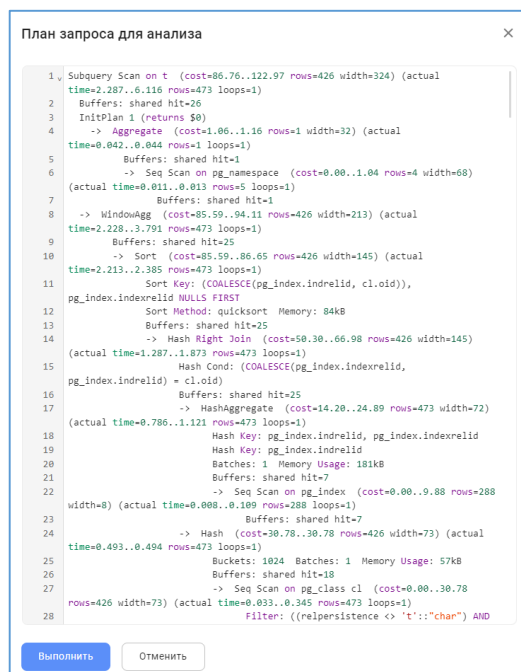 План запроса для анализа
1 Subquery Scan on t (cost=86.76..122.97 rows=426 width=324) (actual
time=2.287..6.116 rows=473 loops=1)
2 Buffers: shared hit=26
3 InitPlan 1 (returns $0)
4 -> Aggregate (cost=1.06..1.16 rows=1 width=32) (actual
time=0.042..0.044 rows=1 loops=1)
5 Buffers: shared hit=1
6 -> Seq Scan on pg_namespace (cost=0.00..1.04 rows=4 width=68)
(actual time=0.011..0.013 rows=5 loops=1)
7 Buffers: shared hit=1
8 -> WindowAgg (cost=85.59..94.11 rows=426 width=213) (actual
time=2.228..3.791 rows=473 loops=1)
9 Buffers: shared hit=25
10 -> Sort (cost=85.59..86.65 rows=426 width=145) (actual
time=2.213..2.385 rows=473 loops=1)
11 Sort Key: (COALESCE(pg_index.indrelid, cl.oid)),
pg_index.indexrelid NULLS FIRST
12 Sort Method: quicksort Memory: 84kB
13 Buffers: shared hit=25
14 -> Hash Right Join (cost=50.30..66.98 rows=426 width=145)
(actual time=1.287..1.873 rows=473 loops=1)
15 Hash Cond: (COALESCE(pg_index.indexrelid,
pg_index.indrelid) = cl.oid)
16 Buffers: shared hit=25
17 -> HashAggregate (cost=14.20..24.89 rows=473 width=72)
(actual time=0.786..1.121 rows=473 loops=1)
18 Hash Key: pg_index.indrelid, pg_index.indexrelid
19 Hash Key: pg_index.indrelid
20 Batches: 1 Memory Usage: 181kB
21 Buffers: shared hit=7
22 -> Seq Scan on pg_index (cost=0.00..9.88 rows=288
width=8) (actual time=0.008..0.109 rows=288 loops=1)
23 Buffers: shared hit=7
24 -> Hash (cost=30.78..30.78 rows=426 width=73) (actual
time=0.493..0.494 rows=473 loops=1)
25 Buckets: 1024 Batches: 1 Memory Usage: 57kB
26 Buffers: shared hit=18
27 -> Seq Scan on pg_class cl (cost=0.00..30.78
rows=426 width=73) (actual time=0.033..0.345 rows=473 loops=1)
28 Filter: ((relpersistence <> 't'::"char") AND
Выполнить Отменить